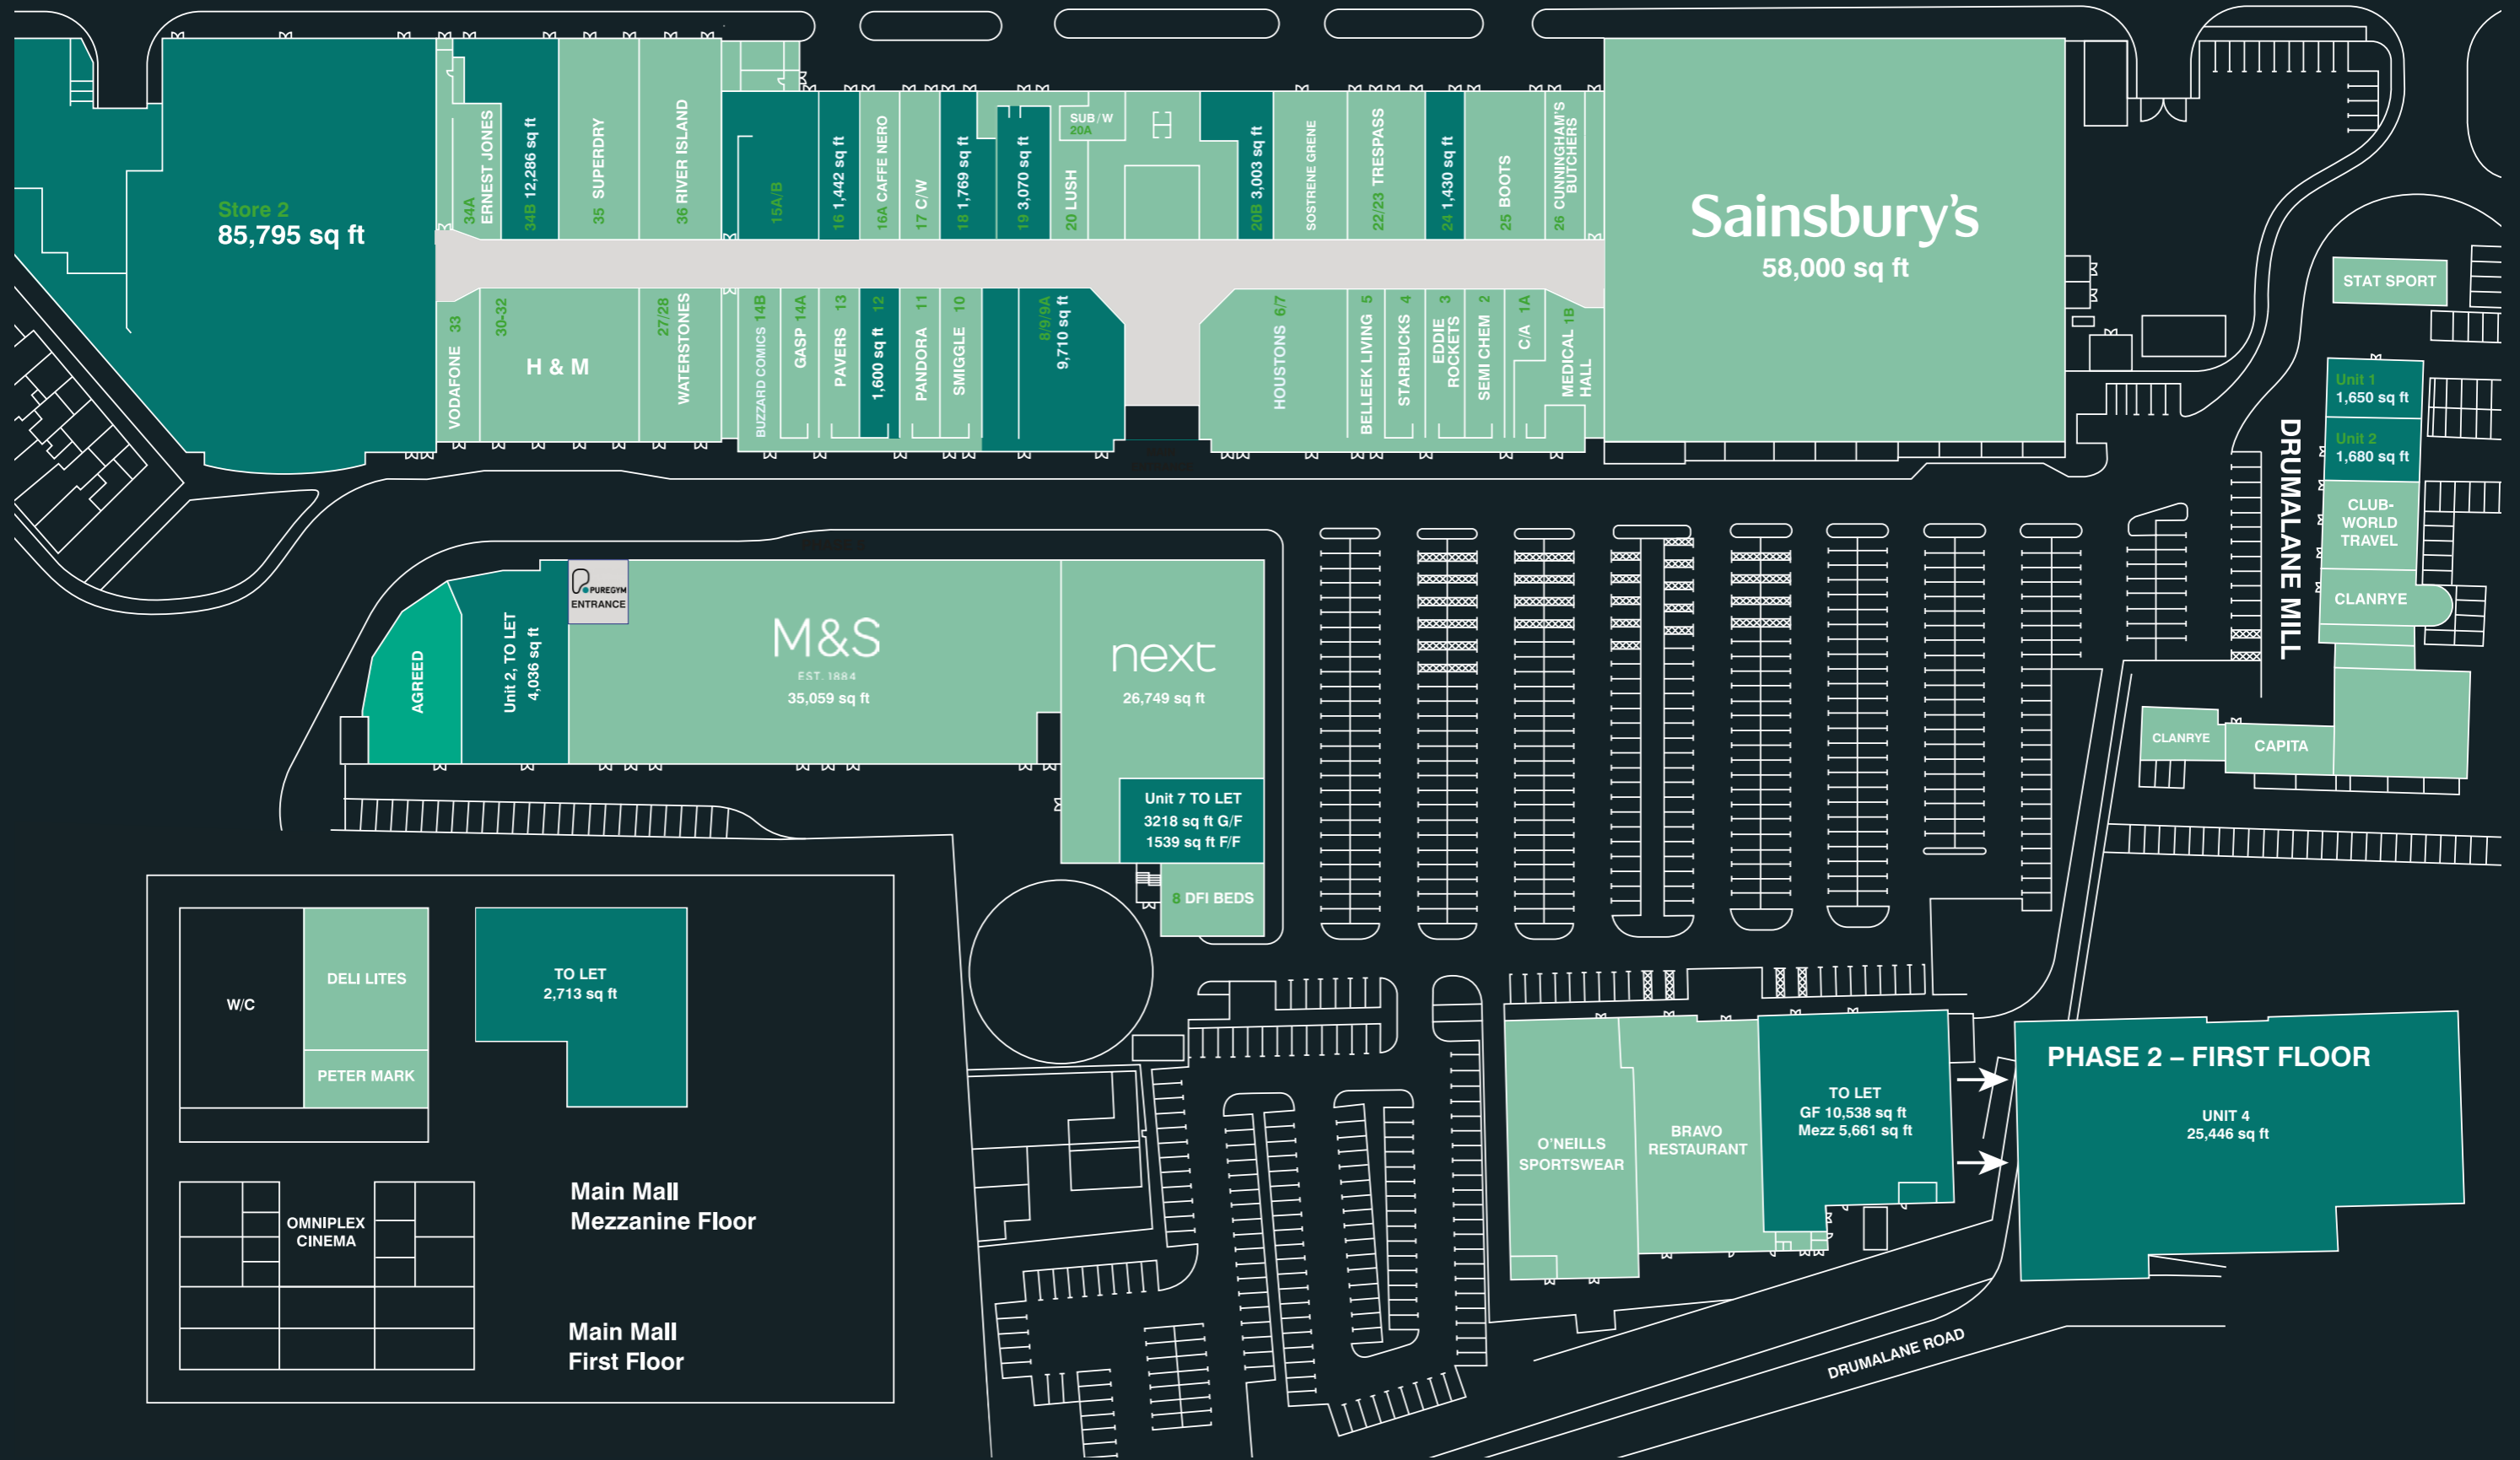 Store 2
85,795 sq ft
34A
ERNEST JONES
34B 12,286 sq ft
35 SUPERDRY
36 RIVER ISLAND
15A/B
16 1,442 sq ft
16A CAFFE NERO
17 C/W
18 1,769 sq ft
19 3,070 sq ft
SUB/W
20A
20 LUSH
20B 3,003 sq ft
SOSTRENE GRENE
22/23 TRESPASS
24 1,430 sq ft
25 BOOTS
26 CUNNINGHAM'S
BUTCHERS
Sainsbury's
58,000 sq ft
VODAFONE 33
30-32
H & M
WATERSTONES 27/28
BUZZARD COMICS 14B
GASP 14A
PAVERS 13
1,600 sq ft 12
PANDORA 11
SMIGGLE 10
8/9/9A
9,710 sq ft
HOUSTONS 6/7
BELLEEK LIVING 5
STARBUCKS 4
EDDIE 3
ROCKETS
SEMI CHEM 2
C/A 1A
MEDICAL 1B
HALL
STAT SPORT
Unit 1
1,650 sq ft
Unit 2
1,680 sq ft
CLUB-
WORLD
TRAVEL
CLANRYE
DRUMALANE MILL
CLANRYE
CAPITA
AGREED
Unit 2, TO LET
4,036 sq ft
PUREGYM
ENTRANCE
M&S
EST. 1884
35,059 sq ft
next
26,749 sq ft
Unit 7 TO LET
3218 sq ft G/F
1539 sq ft F/F
8 DFI BEDS
W/C
DELI LITES
PETER MARK
TO LET
2,713 sq ft
Main Mall
Mezzanine Floor
OMNIPLEX
CINEMA
Main Mall
First Floor
O'NEILLS
SPORTSWEAR
BRAVO
RESTAURANT
TO LET
GF 10,538 sq ft
Mezz 5,661 sq ft
PHASE 2 – FIRST FLOOR
UNIT 4
25,446 sq ft
DRUMALANE ROAD